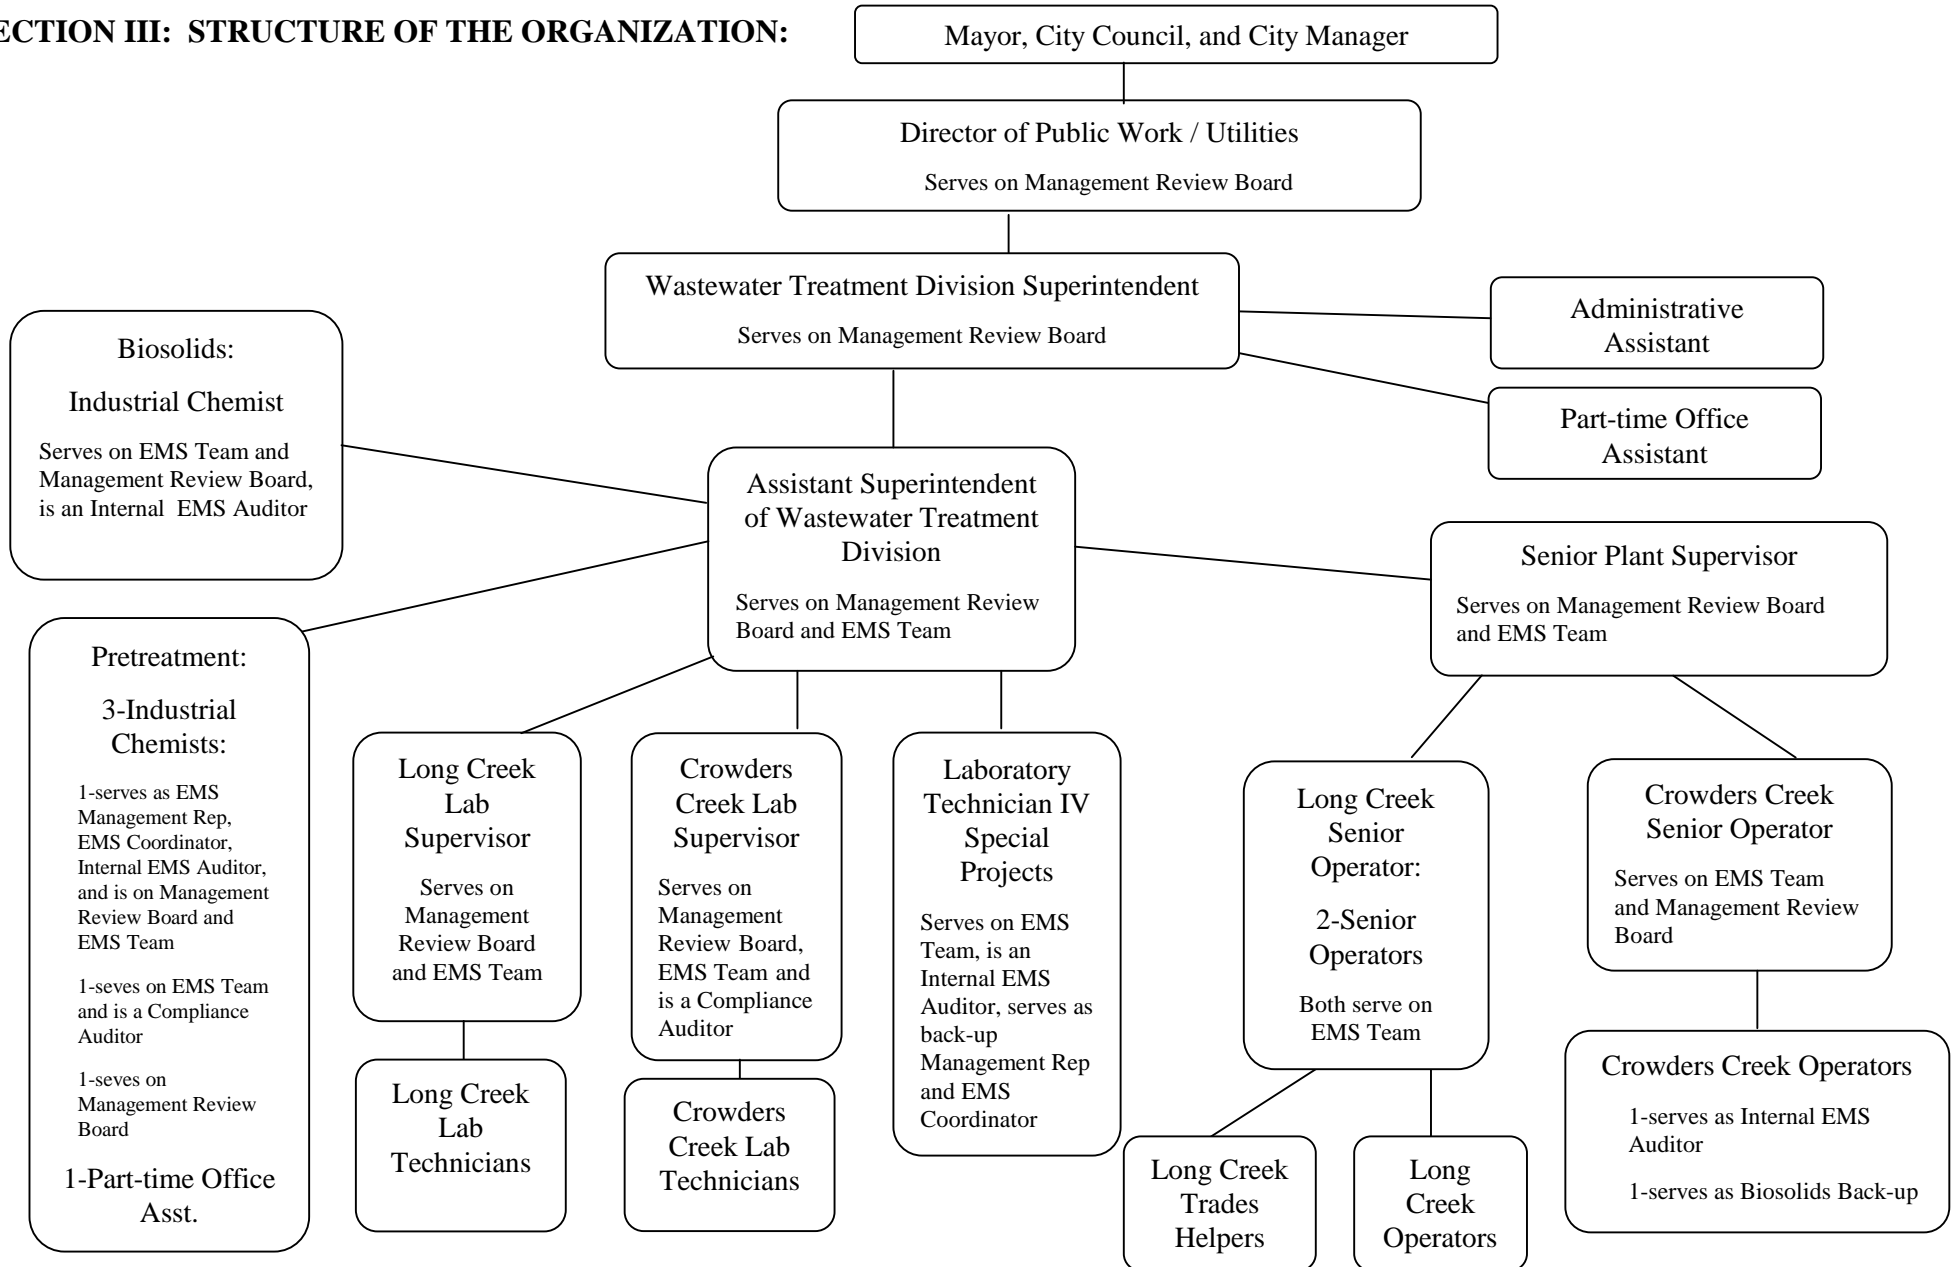 ECTION III: STRUCTURE OF THE ORGANIZATION:
Mayor, City Council, and City Manager
Director of Public Work / Utilities
Serves on Management Review Board
Wastewater Treatment Division Superintendent
Serves on Management Review Board
Administrative
Assistant
Part-time Office
Assistant
Biosolids:
Industrial Chemist
Serves on EMS Team and
Management Review Board,
is an Internal EMS Auditor
Assistant Superintendent
of Wastewater Treatment
Division
Serves on Management Review
Board and EMS Team
Senior Plant Supervisor
Serves on Management Review Board
and EMS Team
Pretreatment:
3-Industrial
Chemists:
1-serves as EMS
Management Rep,
EMS Coordinator,
Internal EMS Auditor,
and is on Management
Review Board and
EMS Team
1-seves on EMS Team
and is a Compliance
Auditor
1-seves on
Management Review
Board
1-Part-time Office
Asst.
Long Creek
Lab
Supervisor
Serves on
Management
Review Board
and EMS Team
Crowders
Creek Lab
Supervisor
Serves on
Management
Review Board,
EMS Team and
is a Compliance
Auditor
Laboratory
Technician IV
Special
Projects
Serves on EMS
Team, is an
Internal EMS
Auditor, serves as
back-up
Management Rep
and EMS
Coordinator
Long Creek
Senior
Operator:
2-Senior
Operators
Both serve on
EMS Team
Crowders Creek
Senior Operator
Serves on EMS Team
and Management Review
Board
Long Creek
Lab
Technicians
Crowders
Creek Lab
Technicians
Long Creek
Trades
Helpers
Long
Creek
Operators
Crowders Creek Operators
1-serves as Internal EMS
Auditor
1-serves as Biosolids Back-up